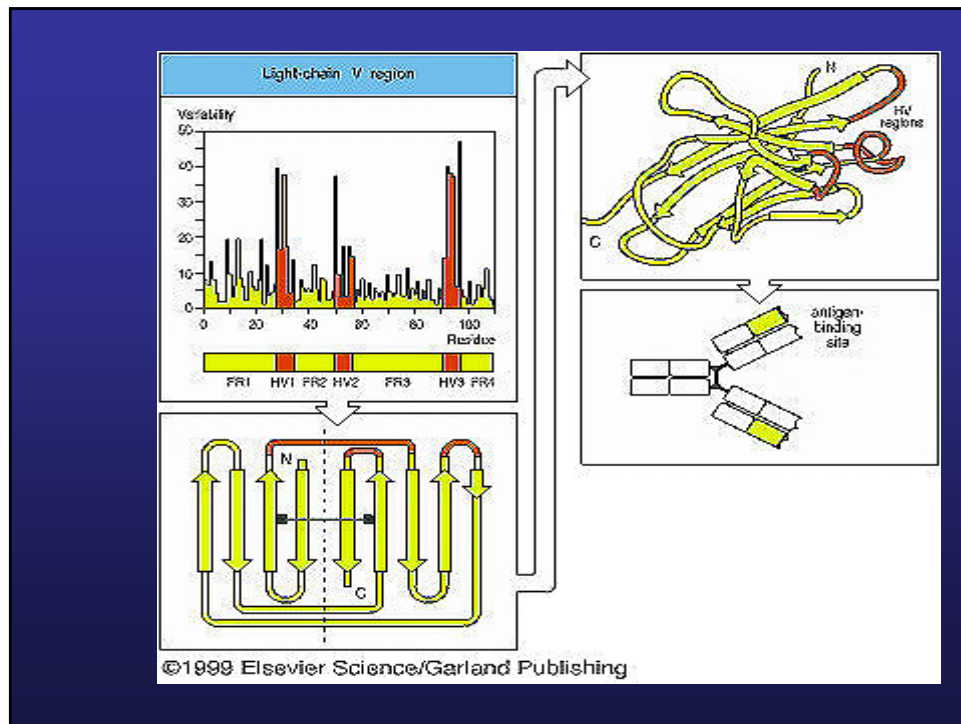 Light-chain V region
Variability
50
40
30
20
10
0
0 20 40 60 80 100
Residue
FR1 HV1 FR2 HV2 FR3 HV3 FR4
N
C
N
HV
regions
C
antigen-
binding
site
©1999 Elsevier Science/Garland Publishing